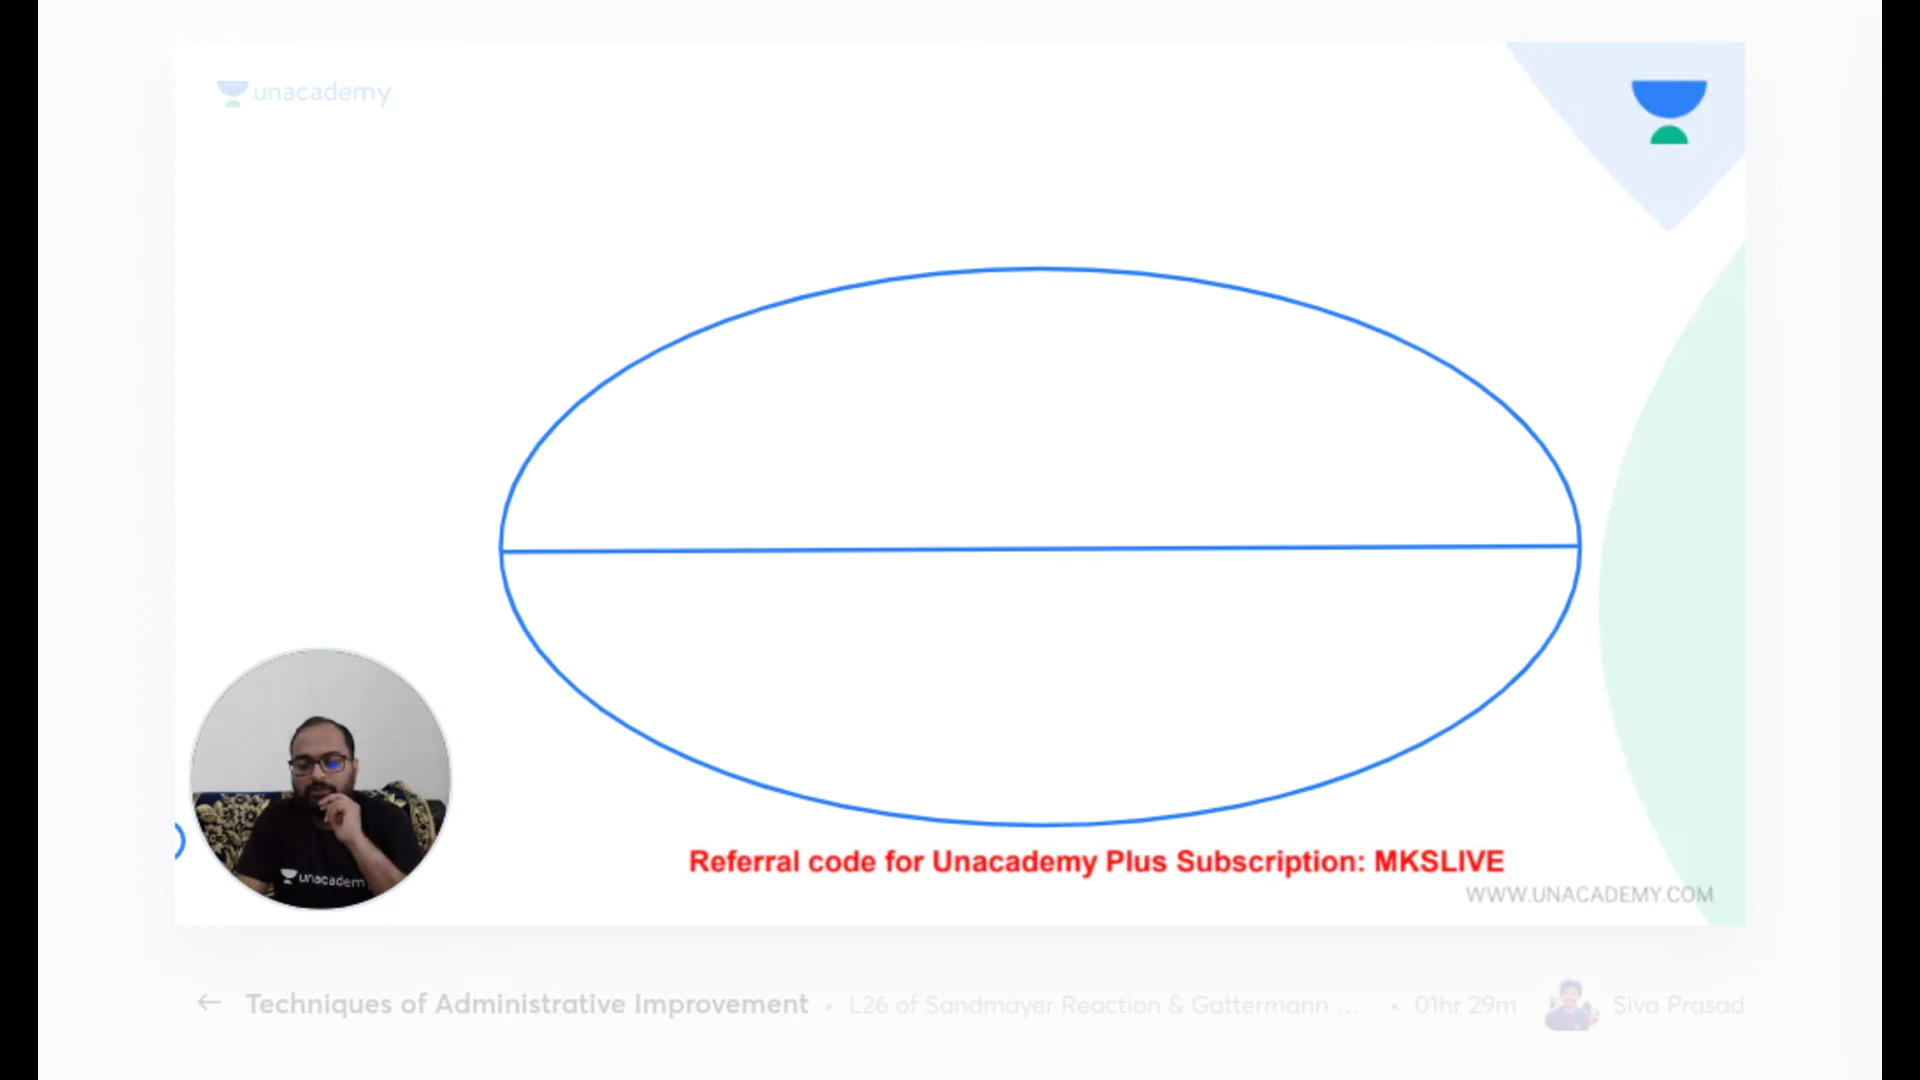 unacademy
unacadem
Referral code for Unacademy Plus Subscription: MKSLIVE
WWW.UNACADEMY.COM
← Techniques of Administrative Improvement • L26 of Sandmayer Reaction & Gattermann ... • 01hr 29m Siva Prasad